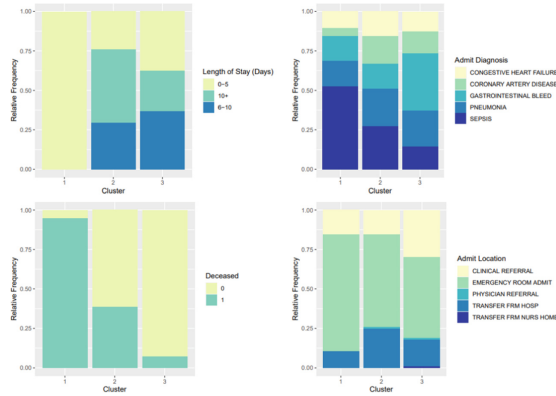 1.00
0.75
0.50
0.25
0.00
Relative Frequency
1 2 3
Cluster
Length of Stay (Days)
0-5
10+
6-10
1.00
0.75
0.50
0.25
0.00
Relative Frequency
1 2 3
Cluster
Admit Diagnosis
CONGESTIVE HEART FAILURE
CORONARY ARTERY DISEASE
GASTROINTESTINAL BLEED
PNEUMONIA
SEPSIS
1.00
0.75
0.50
0.25
0.00
Relative Frequency
1 2 3
Cluster
Deceased
0
1
1.00
0.75
0.50
0.25
0.00
Relative Frequency
1 2 3
Cluster
Admit Location
CLINICAL REFERRAL
EMERGENCY ROOM ADMIT
PHYSICIAN REFERRAL
TRANSFER FRM HOSP
TRANSFER FRM NURS HOME